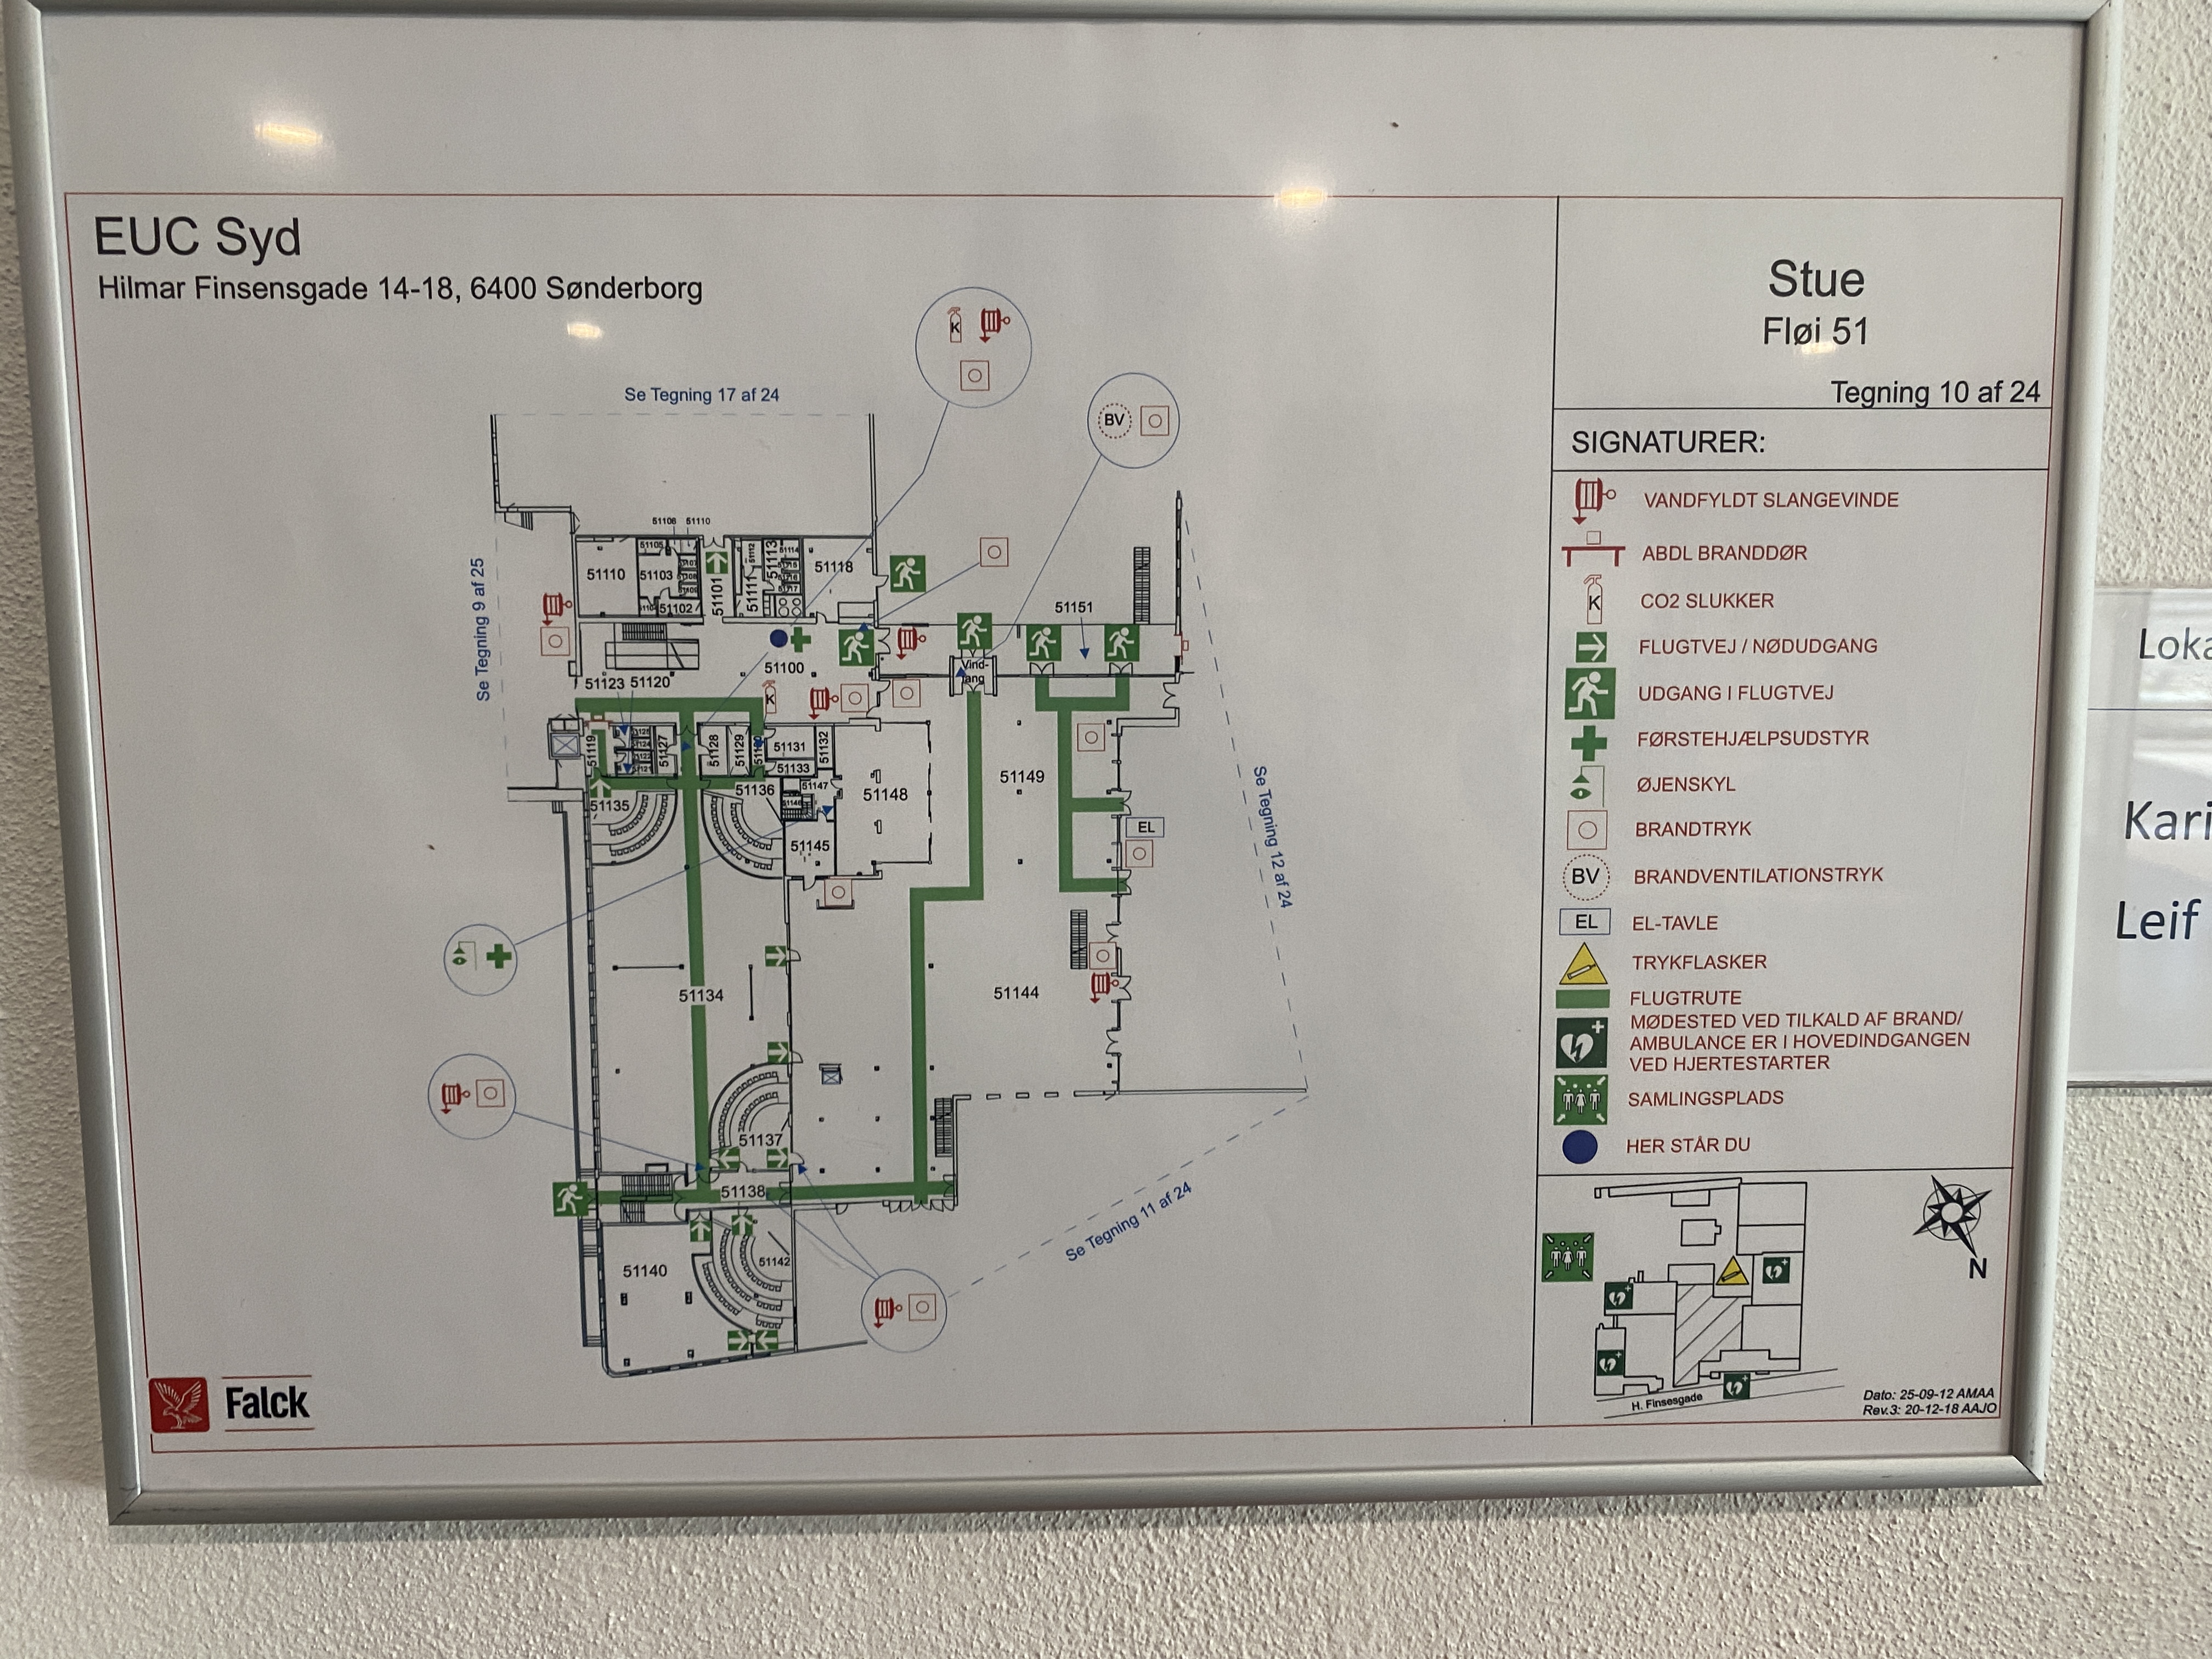 EUC Syd
Hilmar Finsensgade 14-18, 6400 Sønderborg
Stue
Fløj 51
Tegning 10 af 24
SIGNATURER:
VANDFYLDT SLANGEVINDE
ABDL BRANDDØR
K CO2 SLUKKER
FLUGTVEJ / NØDUDGANG
UDGANG I FLUGTVEJ
FØRSTEHJÆLPSUDSTYR
ØJENSKYL
BRANDTRYK
BV BRANDVENTILATIONSTRYK
EL EL-TAVLE
TRYKFLASKER
FLUGTRUTE
MØDESTED VED TILKALD AF BRAND/
AMBULANCE ER I HOVEDINDGANGEN
VED HJERTESTARTER
SAMLINGSPLADS
HER STÅR DU
N
H. Finsesgade
Dato: 25-09-12 AMAA
Rev.3: 20-12-18 AAJO
Se Tegning 17 af 24
Se Tegning 9 af 25
Se Tegning 12 af 24
Se Tegning 11 af 24
K
BV
51106 51110
51105
51110
51103
51102
51101
51111
51112
51113
51114
51118
51151
51100
Vind-
fang
51123 51120
K
51119
51127
51128
51129
51131
51132
51133
51135
51136
51147
51148
51145
51149
EL
51134
51144
51137
51138
51140
51142
Falck
Loka
Kari
Leif